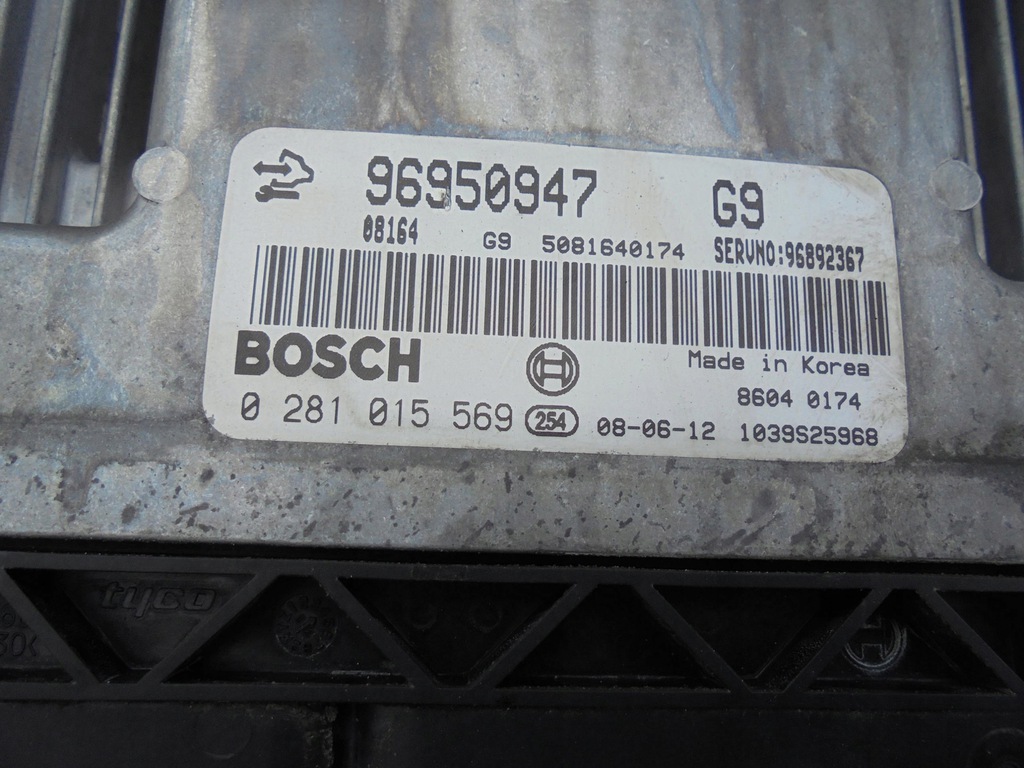 96950947 G9
08164 G9 5081640174 SERVNO:96892367
BOSCH
Made in Korea
8604 0174
0 281 015 569 254 08-06-12 1039S25968
tyco